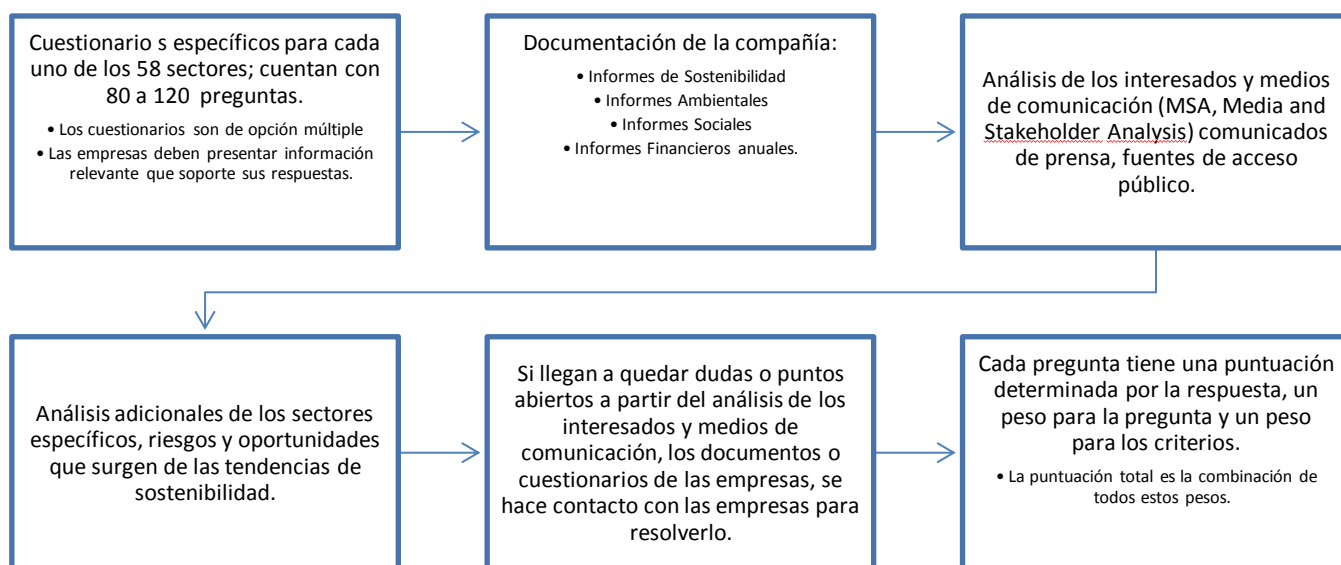 Cuestionario s específicos para cada
uno de los 58 sectores; cuentan con
80 a 120 preguntas.
• Los cuestionarios son de opción múltiple
• Las empresas deben presentar información
relevante que soporte sus respuestas.
Documentación de la compañía:
• Informes de Sostenibilidad
• Informes Ambientales
• Informes Sociales
• Informes Financieros anuales.
Análisis de los interesados y medios
de comunicación (MSA, Media and
Stakeholder Analysis) comunicados
de prensa, fuentes de acceso
público.
Análisis adicionales de los sectores
específicos, riesgos y oportunidades
que surgen de las tendencias de
sostenibilidad.
Si llegan a quedar dudas o puntos
abiertos a partir del análisis de los
interesados y medios de
comunicación, los documentos o
cuestionarios de las empresas, se
hace contacto con las empresas para
resolverlo.
Cada pregunta tiene una puntuación
determinada por la respuesta, un
peso para la pregunta y un peso
para los criterios.
• La puntuación total es la combinación de
todos estos pesos.